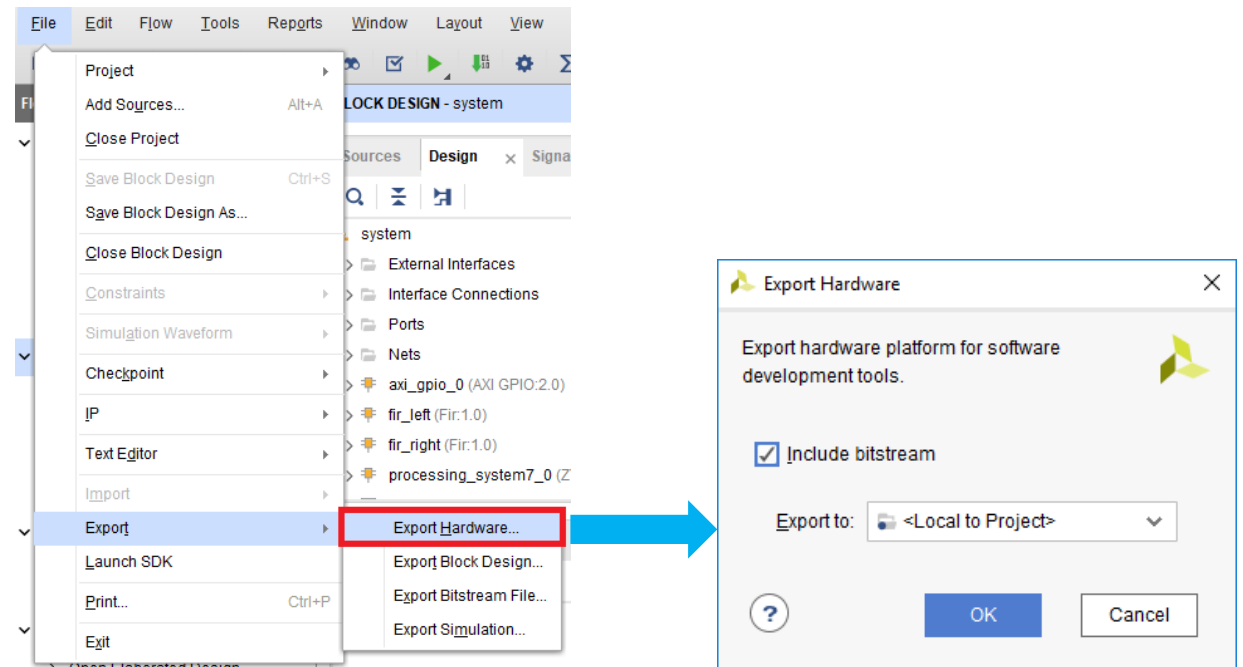 File Edit Flow Tools Reports Window Layout View
Project
Add Sources... Alt+A
Close Project
Save Block Design Ctrl+S
Save Block Design As...
Close Block Design
Constraints
Simulation Waveform
Checkpoint
IP
Text Editor
Import
Export
Launch SDK
Print... Ctrl+P
Exit
LOCK DESIGN - system
Sources Design Signa
system
External Interfaces
Interface Connections
Ports
Nets
axi_gpio_0 (AXI GPIO:2.0)
fir_left (Fir:1.0)
fir_right (Fir:1.0)
processing_system7_0 (Z
Export Hardware...
Export Block Design...
Export Bitstream File...
Export Simulation...
Export Hardware
Export hardware platform for software
development tools.
Include bitstream
Export to: <Local to Project>
? OK Cancel